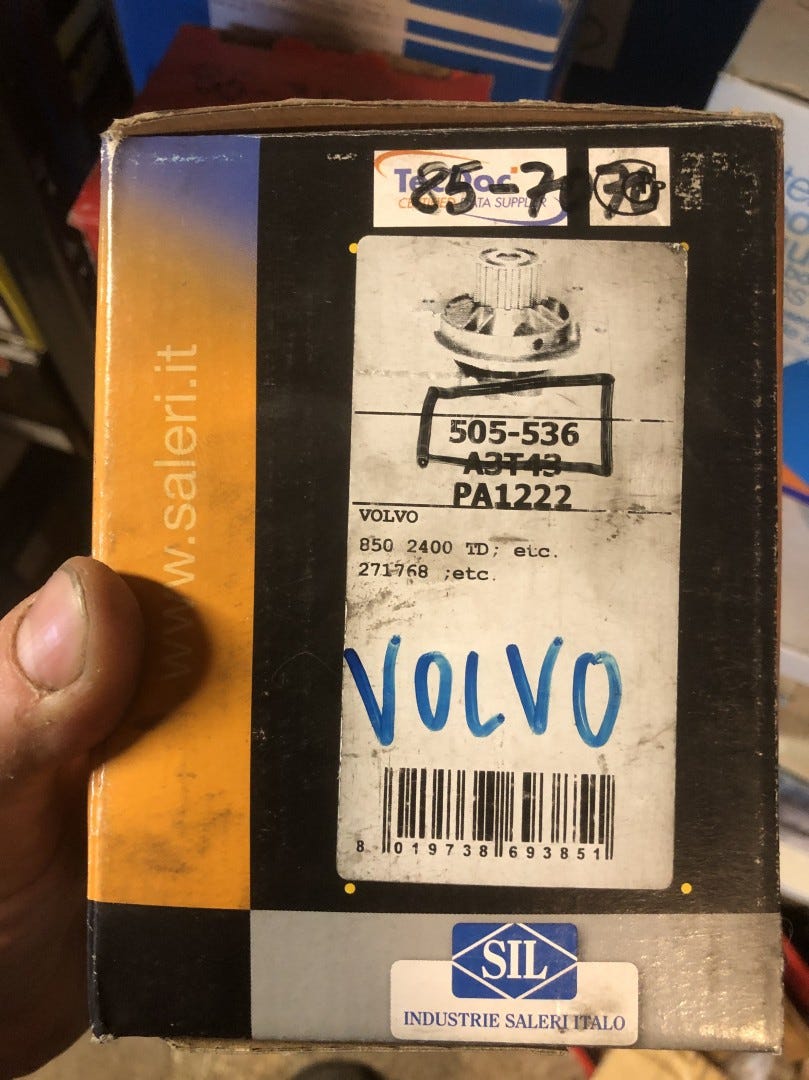 TecDoc
CERTIFIED DATA SUPPLIER
85-7070
www.saleri.it
505-536
A3T43
PA1222
VOLVO
850 2400 TD; etc.
271768 ;etc.
VOLVO
8 019738 693851
SIL
INDUSTRIE SALERI ITALO